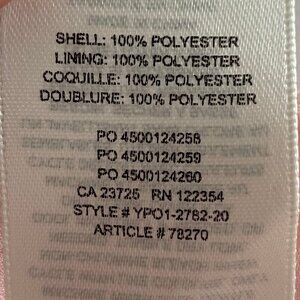 SHELL: 100% POLYESTER
LINING: 100% POLYESTER
COQUILLE: 100% POLYESTER
DOUBLURE: 100% POLYESTER
PO 4500124258
PO 4500124259
PO 4500124260
CA 23725 RN 122354
STYLE # YPO1-2782-20
ARTICLE # 78270